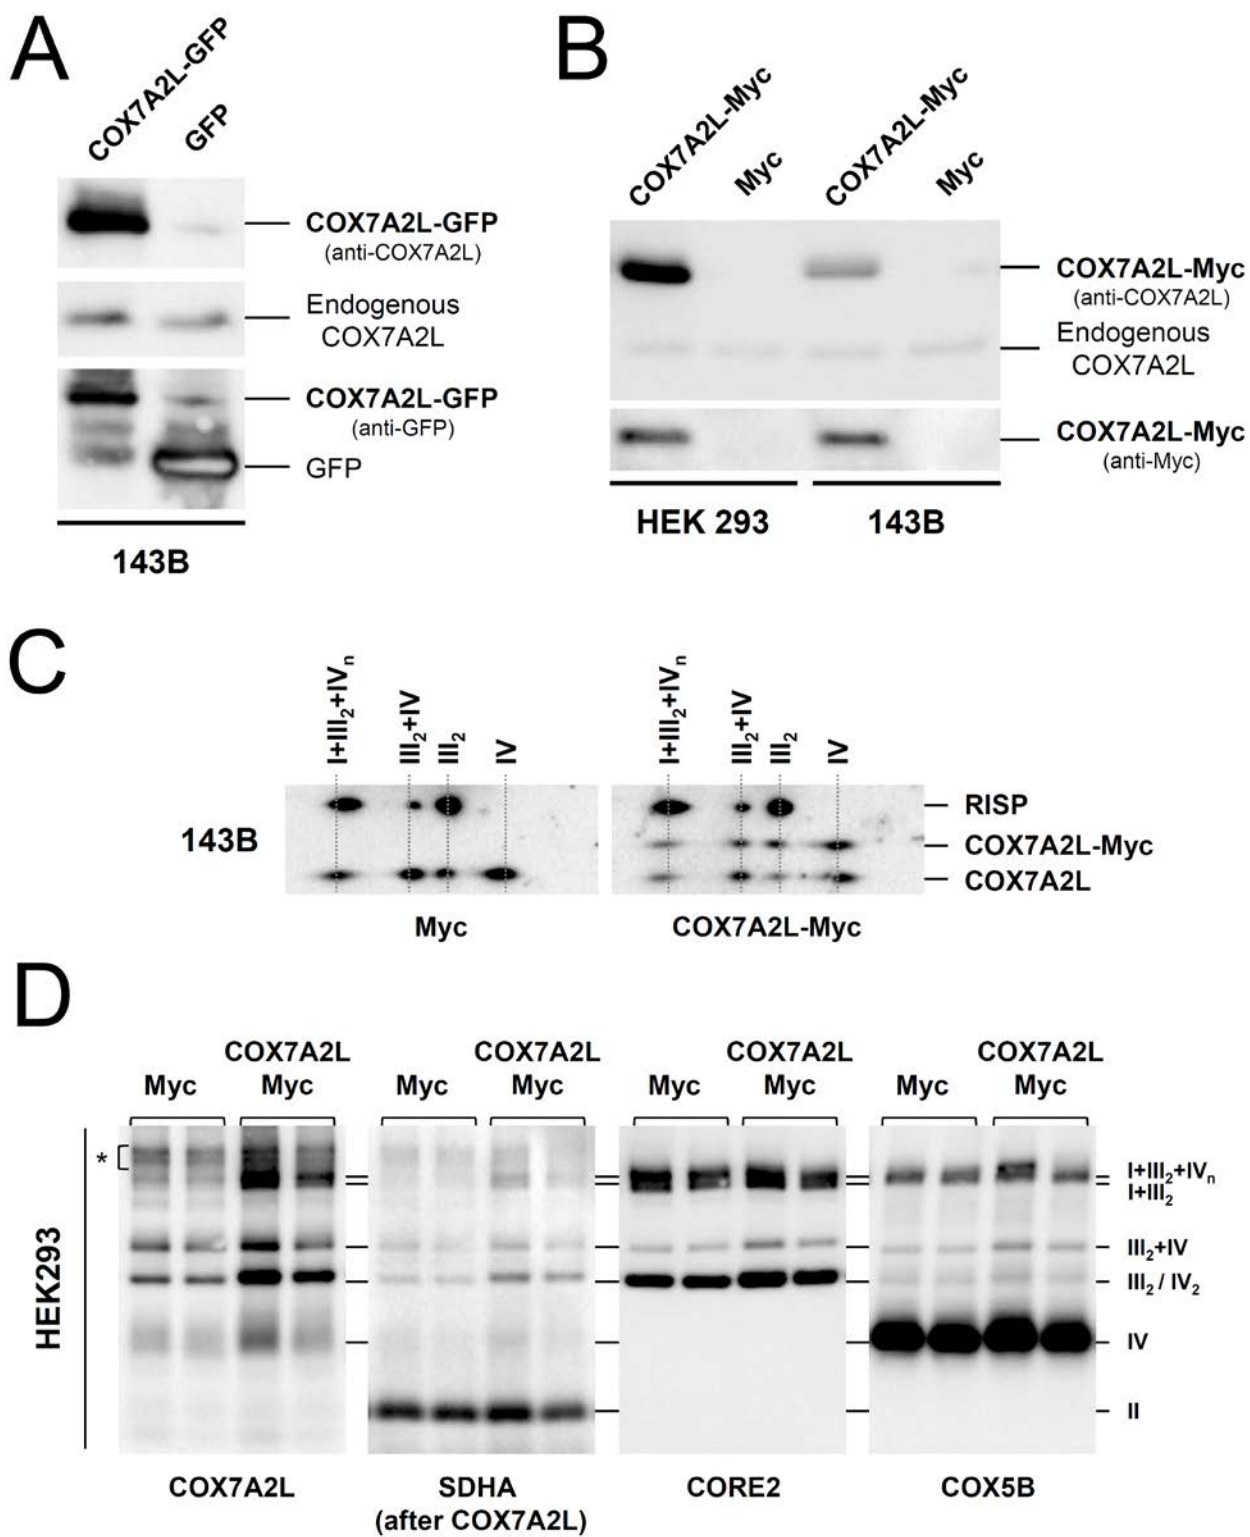 A
COX7A2L-GFP
GFP
COX7A2L-GFP
(anti-COX7A2L)
Endogenous
COX7A2L
COX7A2L-GFP
(anti-GFP)
GFP
143B
B
COX7A2L-Myc
Myc
COX7A2L-Myc
Myc
COX7A2L-Myc
(anti-COX7A2L)
Endogenous
COX7A2L
COX7A2L-Myc
(anti-Myc)
HEK 293
143B
C
I+III₂+IVₙ
III₂+IV
III₂
IV
I+III₂+IVₙ
III₂+IV
III₂
IV
143B
RISP
COX7A2L-Myc
COX7A2L
Myc
COX7A2L-Myc
D
COX7A2L
COX7A2L
COX7A2L
COX7A2L
Myc Myc
Myc Myc
Myc Myc
Myc Myc
*
HEK293
I+III₂+IVₙ
I+III₂
III₂+IV
III₂ / IV₂
IV
II
COX7A2L
SDHA
(after COX7A2L)
CORE2
COX5B